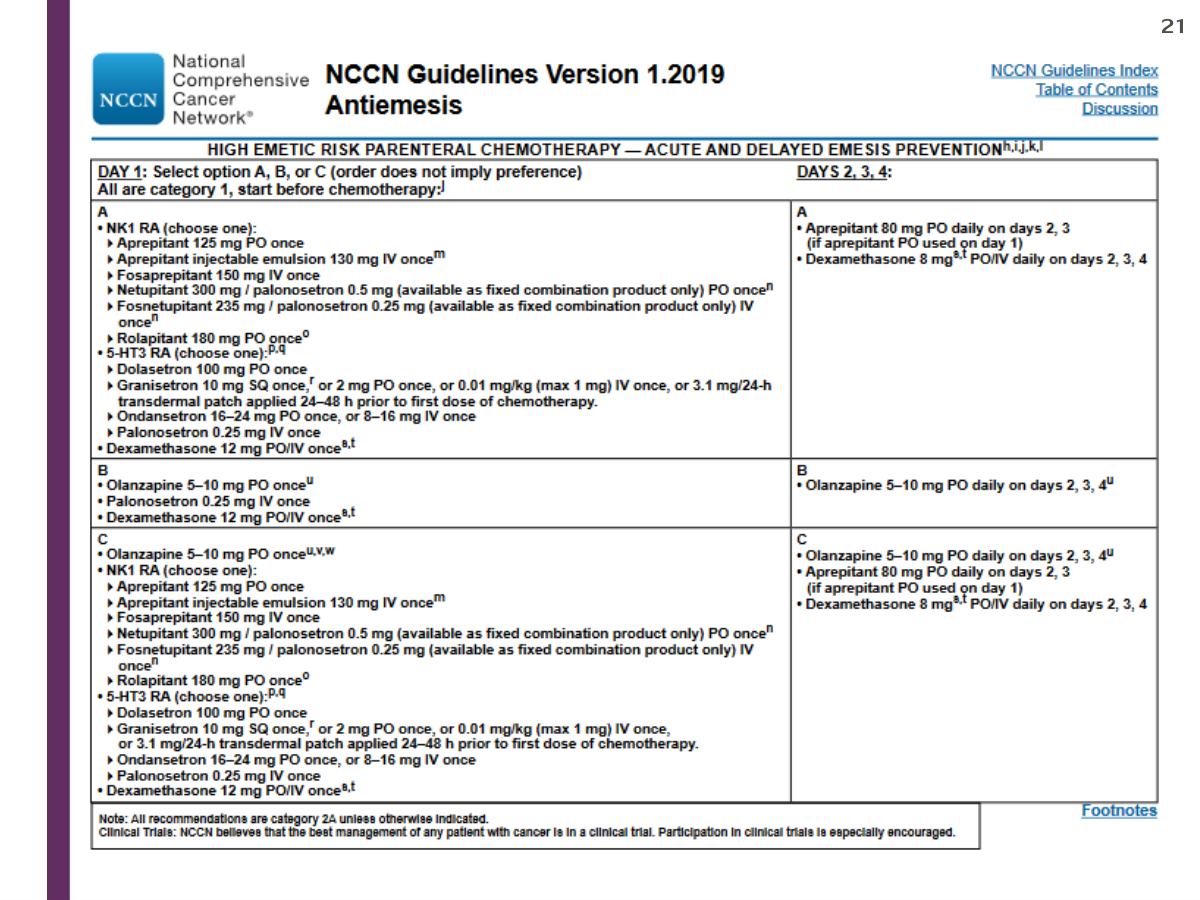 21
National
Comprehensive
NCCN Cancer
Network®
NCCN Guidelines Version 1.2019
Antiemesis
NCCN Guidelines Index
Table of Contents
Discussion
HIGH EMETIC RISK PARENTERAL CHEMOTHERAPY — ACUTE AND DELAYED EMESIS PREVENTIONh,i,j,k,l
DAY 1: Select option A, B, or C (order does not imply preference)
All are category 1, start before chemotherapy:j
DAYS 2, 3, 4:
A
• NK1 RA (choose one):
Aprepitant 125 mg PO once
Aprepitant injectable emulsion 130 mg IV oncem
Fosaprepitant 150 mg IV once
Netupitant 300 mg / palonosetron 0.5 mg (available as fixed combination product only) PO oncen
Fosnetupitant 235 mg / palonosetron 0.25 mg (available as fixed combination product only) IV
oncen
Rolapitant 180 mg PO onceo
• 5-HT3 RA (choose one):p,q
Dolasetron 100 mg PO once
Granisetron 10 mg SQ once,r or 2 mg PO once, or 0.01 mg/kg (max 1 mg) IV once, or 3.1 mg/24-h
transdermal patch applied 24–48 h prior to first dose of chemotherapy.
Ondansetron 16–24 mg PO once, or 8–16 mg IV once
Palonosetron 0.25 mg IV once
• Dexamethasone 12 mg PO/IV onces,t
A
• Aprepitant 80 mg PO daily on days 2, 3
(if aprepitant PO used on day 1)
• Dexamethasone 8 mgs,t PO/IV daily on days 2, 3, 4
B
• Olanzapine 5–10 mg PO onceu
• Palonosetron 0.25 mg IV once
• Dexamethasone 12 mg PO/IV onces,t
B
• Olanzapine 5–10 mg PO daily on days 2, 3, 4u
C
• Olanzapine 5–10 mg PO onceu,v,w
• NK1 RA (choose one):
Aprepitant 125 mg PO once
Aprepitant injectable emulsion 130 mg IV oncem
Fosaprepitant 150 mg IV once
Netupitant 300 mg / palonosetron 0.5 mg (available as fixed combination product only) PO oncen
Fosnetupitant 235 mg / palonosetron 0.25 mg (available as fixed combination product only) IV
oncen
Rolapitant 180 mg PO onceo
• 5-HT3 RA (choose one):p,q
Dolasetron 100 mg PO once
Granisetron 10 mg SQ once,r or 2 mg PO once, or 0.01 mg/kg (max 1 mg) IV once,
or 3.1 mg/24-h transdermal patch applied 24–48 h prior to first dose of chemotherapy.
Ondansetron 16–24 mg PO once, or 8–16 mg IV once
Palonosetron 0.25 mg IV once
• Dexamethasone 12 mg PO/IV onces,t
C
• Olanzapine 5–10 mg PO daily on days 2, 3, 4u
• Aprepitant 80 mg PO daily on days 2, 3
(if aprepitant PO used on day 1)
• Dexamethasone 8 mgs,t PO/IV daily on days 2, 3, 4
Footnotes
Note: All recommendations are category 2A unless otherwise indicated.
Clinical Trials: NCCN believes that the best management of any patient with cancer is in a clinical trial. Participation in clinical trials is especially encouraged.